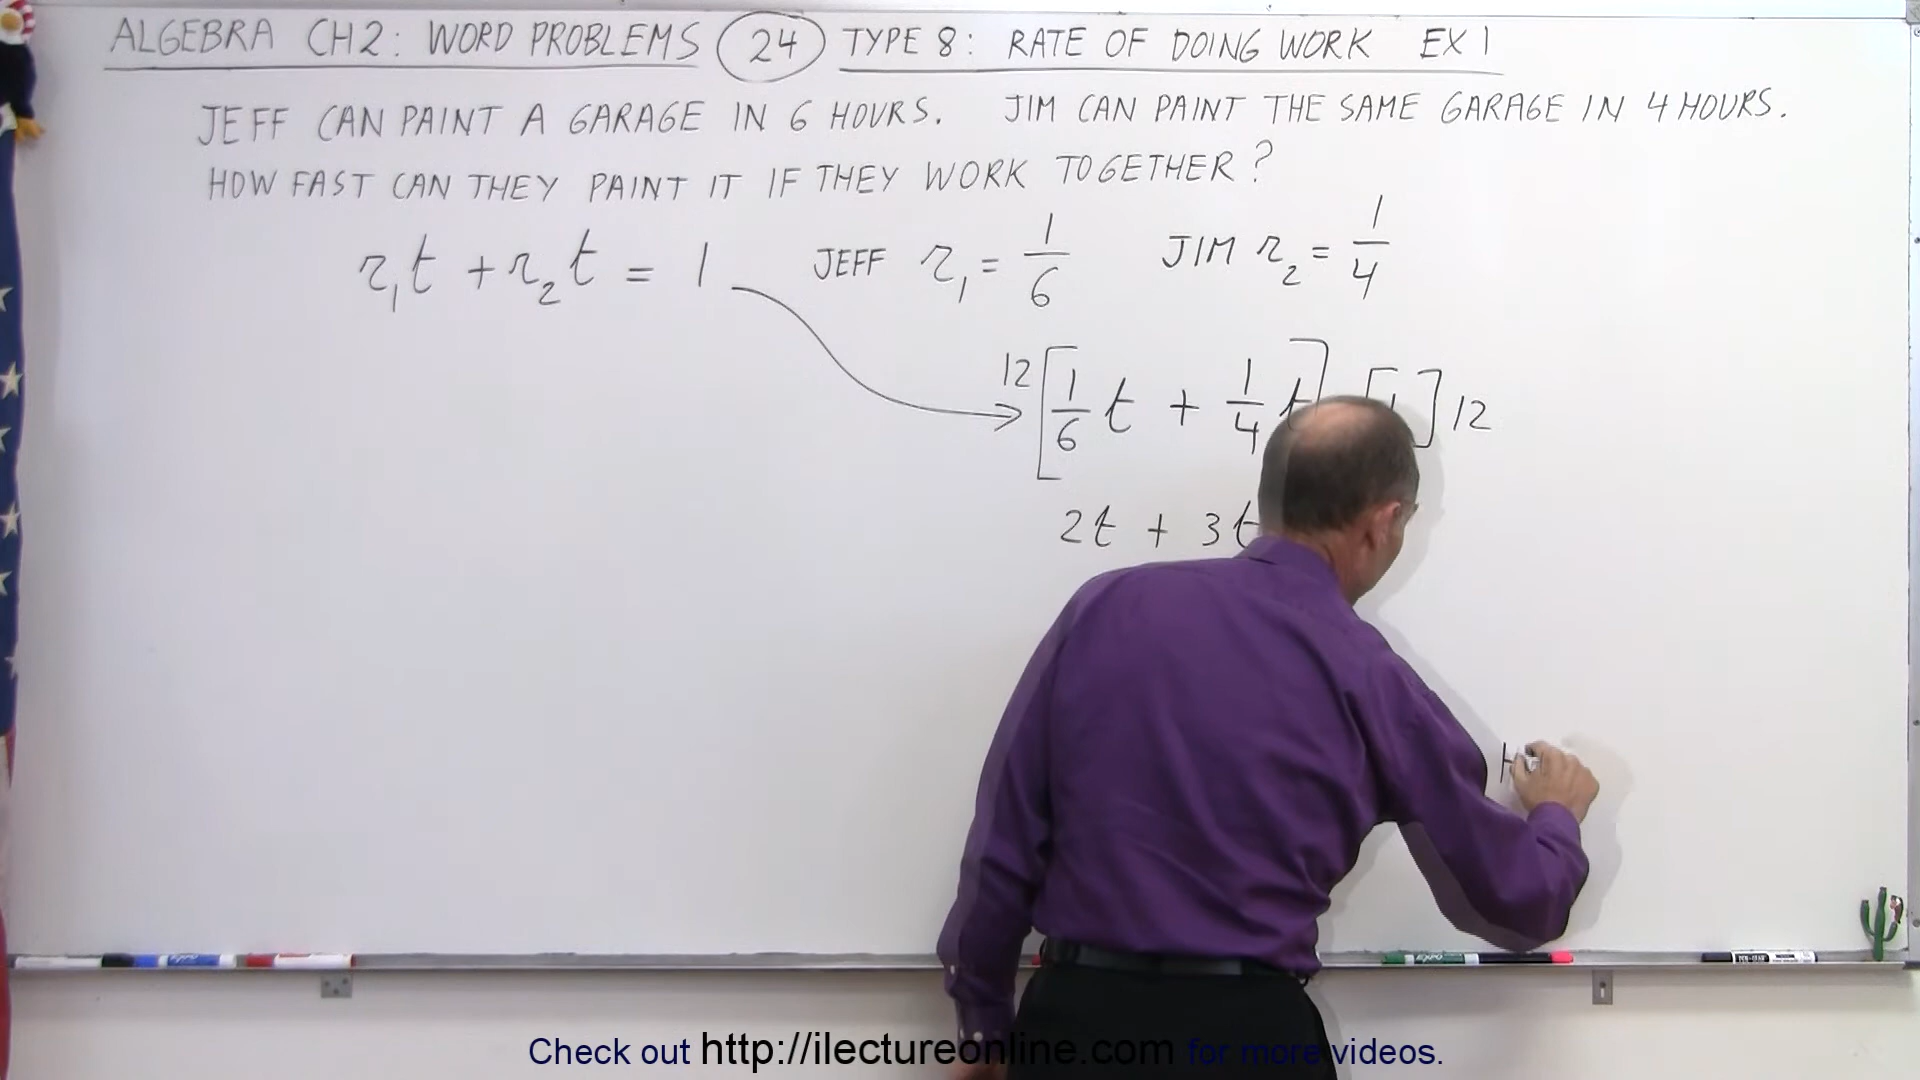 ALGEBRA CH2: WORD PROBLEMS 24 TYPE 8: RATE OF DOING WORK EX 1
JEFF CAN PAINT A GARAGE IN 6 HOURS. JIM CAN PAINT THE SAME GARAGE IN 4 HOURS.
HOW FAST CAN THEY PAINT IT IF THEY WORK TOGETHER?
r₁t + r₂t = 1 JEFF r₁ = 1/6 JIM r₂ = 1/4
12 [1/6 t + 1/4 t] [1] 12
2t + 3t
Check out http://ilectureonline.com for more videos.